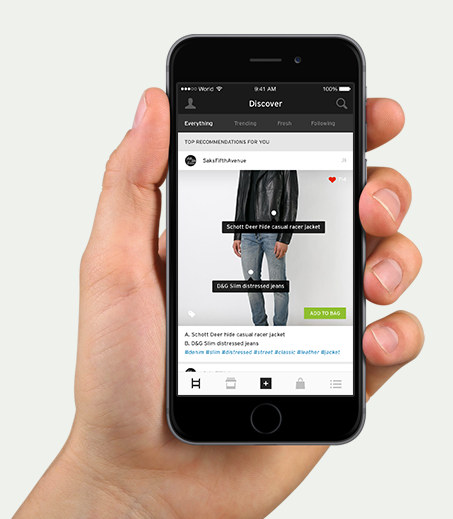 World 9:41 AM 100%
Discover
Everything Trending Fresh Following
TOP RECOMMENDATIONS FOR YOU
SaksFifthAvenue
Schott Deer hide casual racer jacket
D&G Slim distressed jeans
ADD TO BAG
A. Schott Deer hide casual racer jacket
B. D&G Slim distressed jeans
#denim #slim #distressed #street #classic #leather #jacket